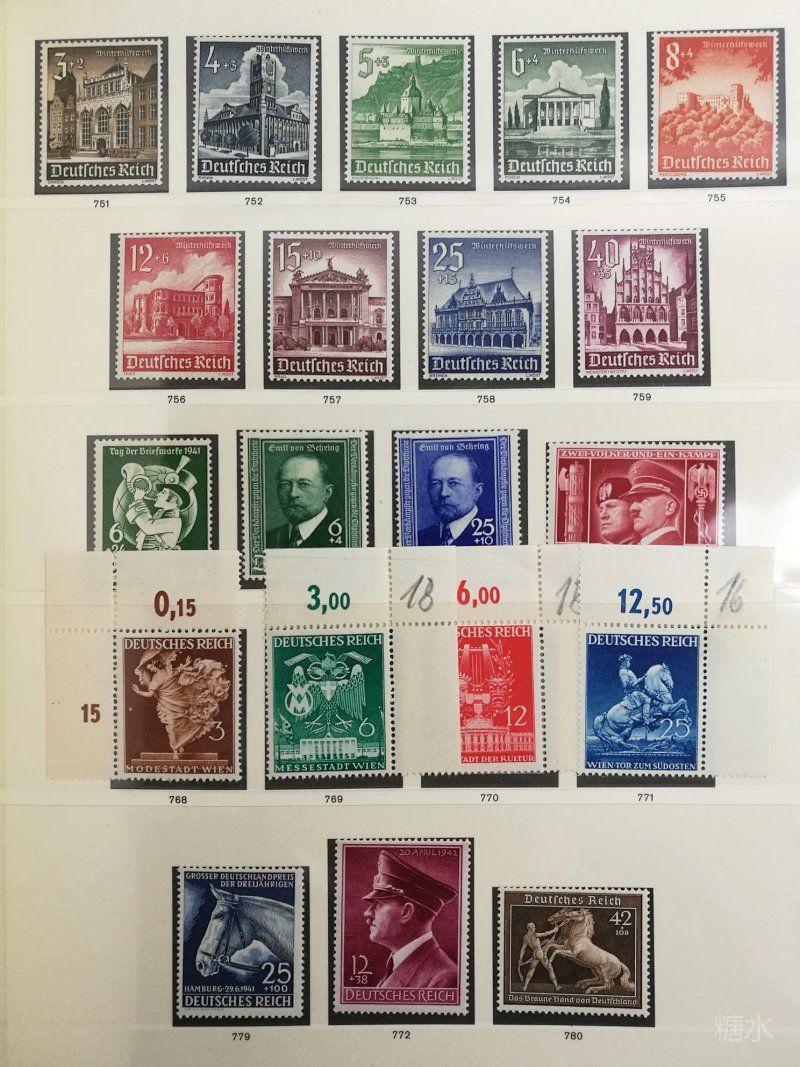 3+2
Winterhilfswerk
Deutsches Reich
4+3
Winterhilfswerk
Deutsches Reich
5+3
Winterhilfswerk
Deutsches Reich
6+4
Winterhilfswerk
Deutsches Reich
8+4
Winterhilfswerk
Deutsches Reich
751
752
753
754
755
12+6
Winterhilfswerk
Deutsches Reich
15+10
Winterhilfswerk
Deutsches Reich
25+15
Winterhilfswerk
Deutsches Reich
40+35
Winterhilfswerk
Deutsches Reich
756
757
758
759
Tag der Briefmarke 1941
6
24
Emil von Behring
6
+4
Emil von Behring
25
+10
ZWEI·VOLKER·UND·EIN·KAMPF
0,15
3,00
18
6,00
18
12,50
16
15
DEUTSCHES REICH
3
MODESTADT WIEN
DEUTSCHES REICH
6
MESSESTADT WIEN
DEUTSCHES REICH
12
STADT DER KULTUR
DEUTSCHES REICH
25
WIEN·TOR ZUM SÜDOSTEN
768
769
770
771
GROSSER DEUTSCHLANDPREIS
DER DREIJÄHRIGEN
25
+100
HAMBURG·29.6.1941
DEUTSCHES REICH
20.APRIL 1942
12
+38
DEUTSCHES REICH
Deutsches Reich
42
+
108
Das Braune Band von Deutschland
779
772
780
糖水